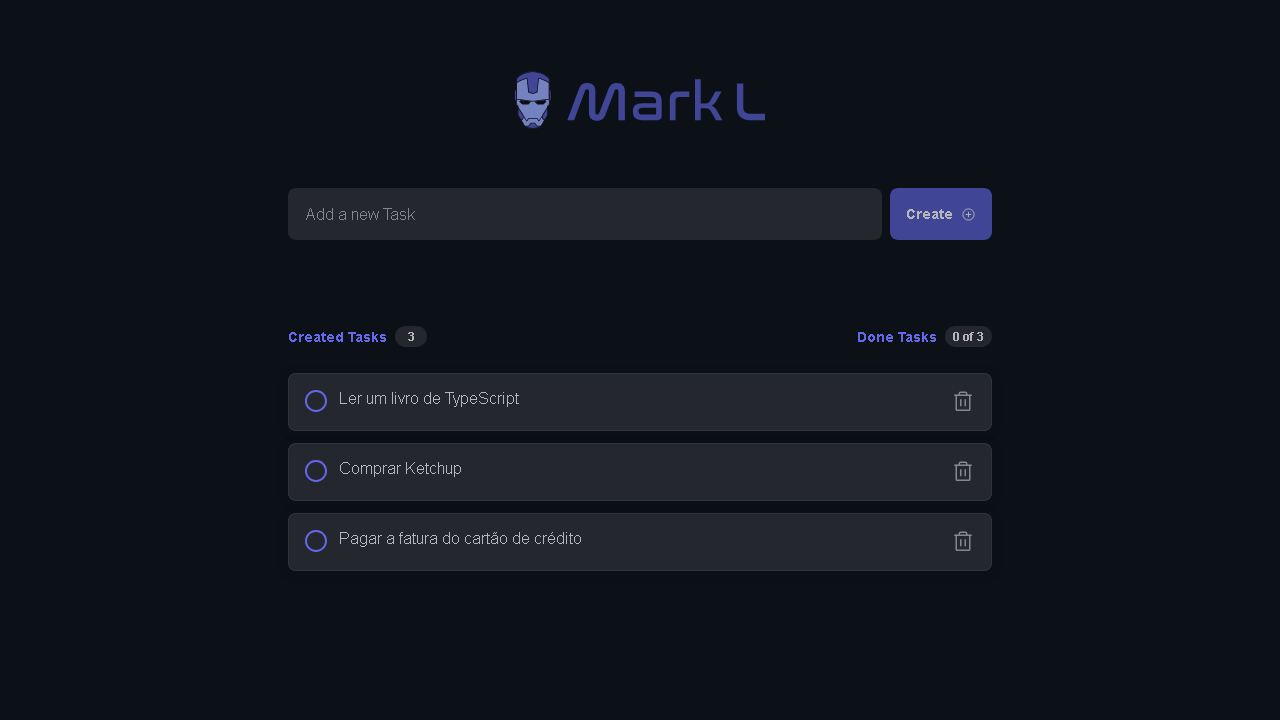 Mark L
Add a new Task
Create
Created Tasks 3
Done Tasks 0 of 3
Ler um livro de TypeScript
Comprar Ketchup
Pagar a fatura do cartão de crédito